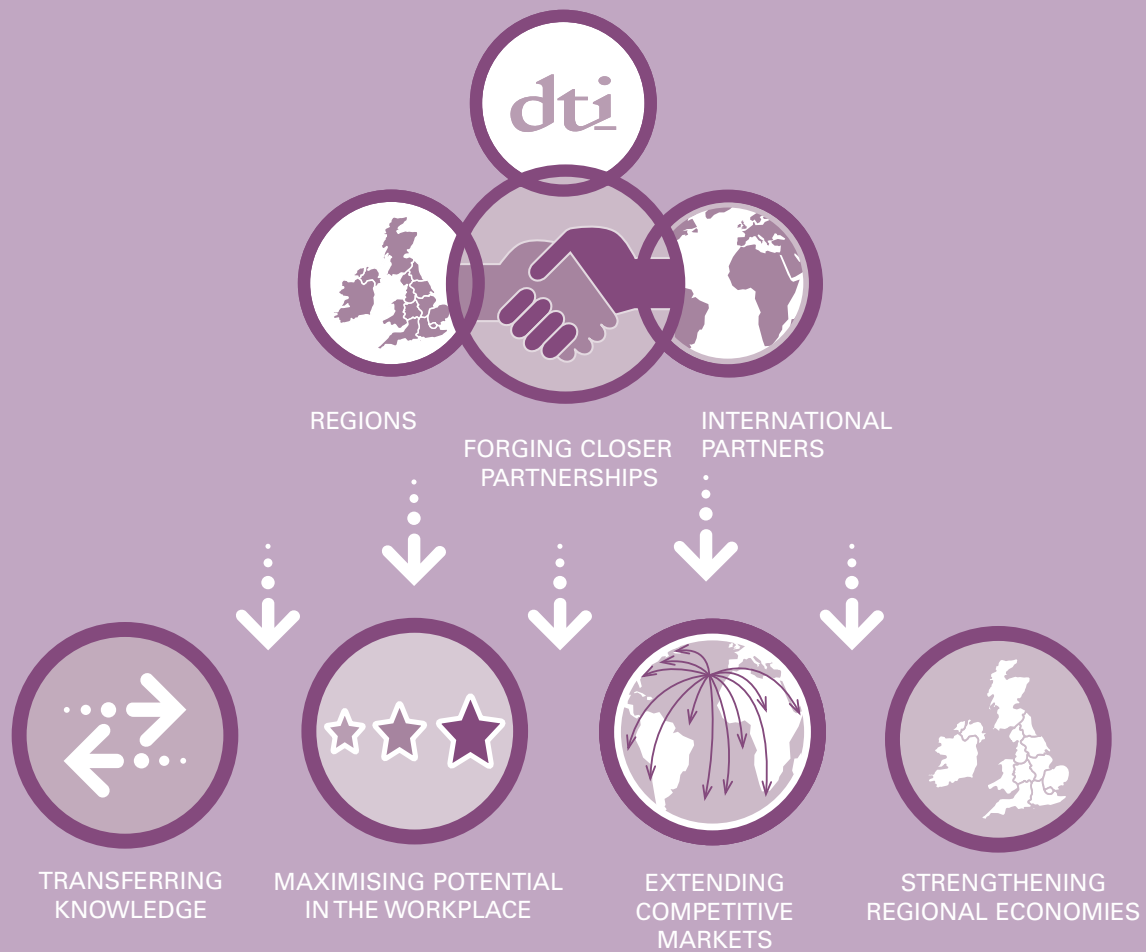 dti
REGIONS
FORGING CLOSER
PARTNERSHIPS
INTERNATIONAL
PARTNERS
TRANSFERRING
KNOWLEDGE
MAXIMISING POTENTIAL
IN THE WORKPLACE
EXTENDING
COMPETITIVE
MARKETS
STRENGTHENING
REGIONAL ECONOMIES